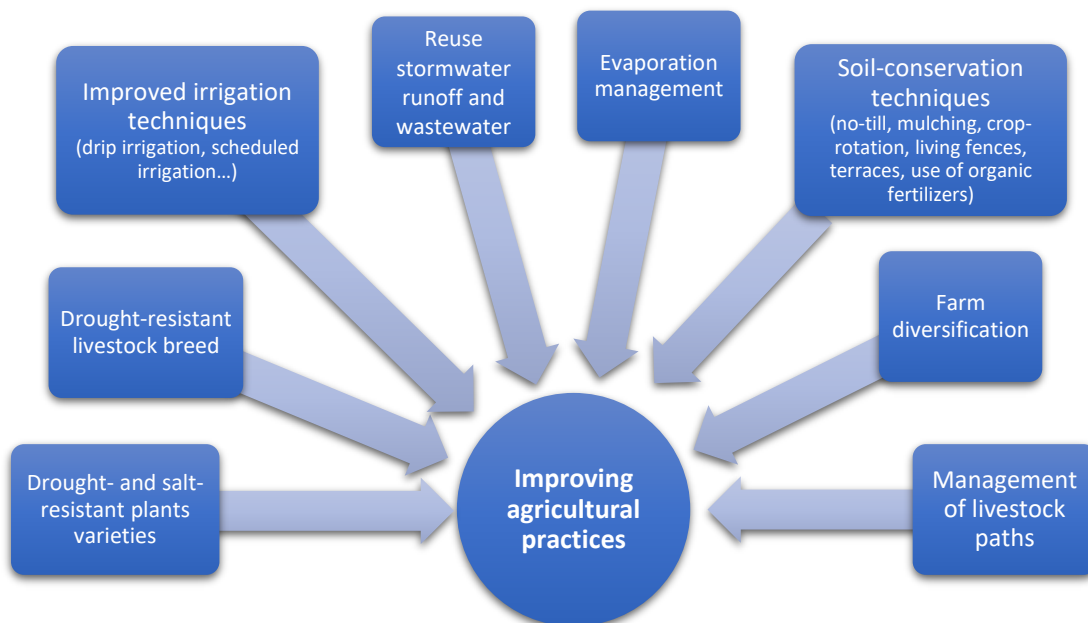 Improved irrigation
techniques
(drip irrigation, scheduled
irrigation...)
Reuse
stormwater
runoff and
wastewater
Evaporation
management
Soil-conservation
techniques
(no-till, mulching, crop-
rotation, living fences,
terraces, use of organic
fertilizers)
Drought-resistant
livestock breed
Farm
diversification
Drought- and salt-
resistant plants
varieties
Improving
agricultural
practices
Management
of livestock
paths